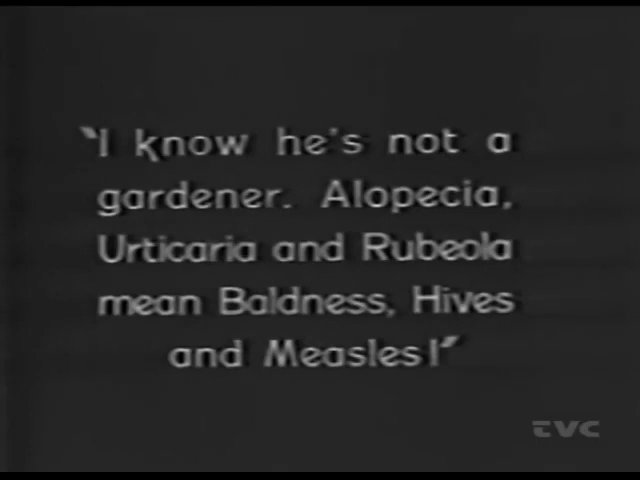 "I know he's not a
gardener. Alopecia,
Urticaria and Rubeola
mean Baldness, Hives
and Measles!"
TVC